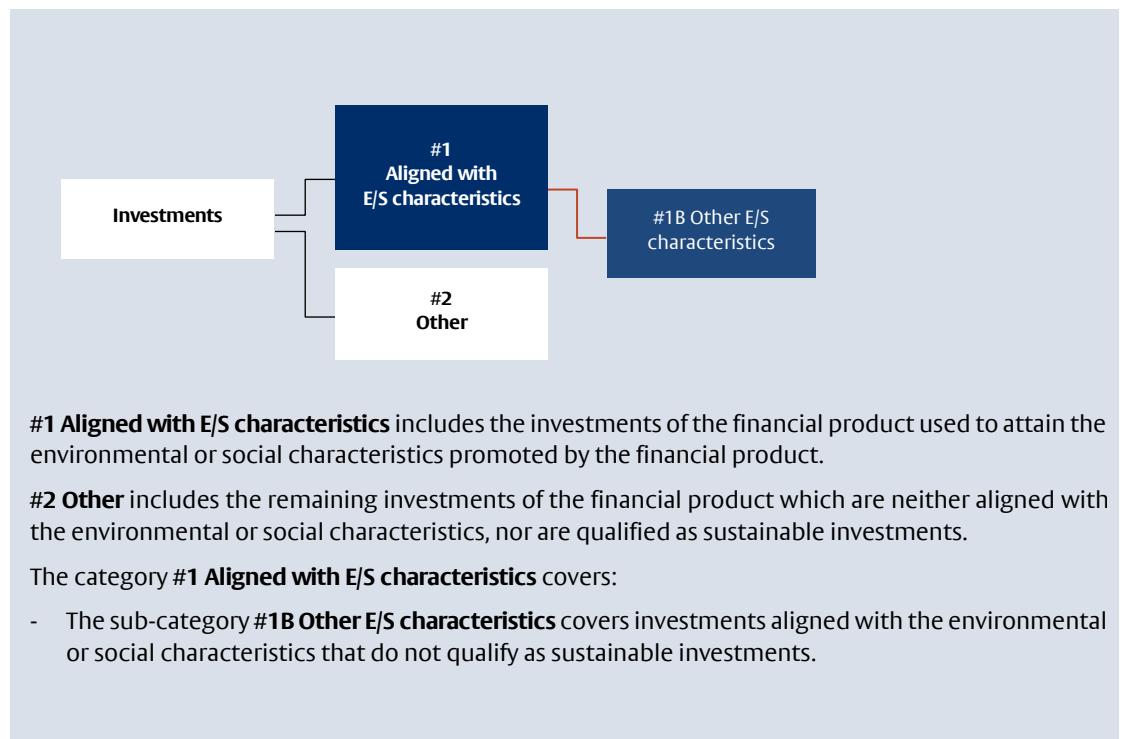 #1
Aligned with
E/S characteristics
Investments
#1B Other E/S
characteristics
#2
Other
#1 Aligned with E/S characteristics includes the investments of the financial product used to attain the
environmental or social characteristics promoted by the financial product.
#2 Other includes the remaining investments of the financial product which are neither aligned with
the environmental or social characteristics, nor are qualified as sustainable investments.
The category #1 Aligned with E/S characteristics covers:
- The sub-category #1B Other E/S characteristics covers investments aligned with the environmental
or social characteristics that do not qualify as sustainable investments.